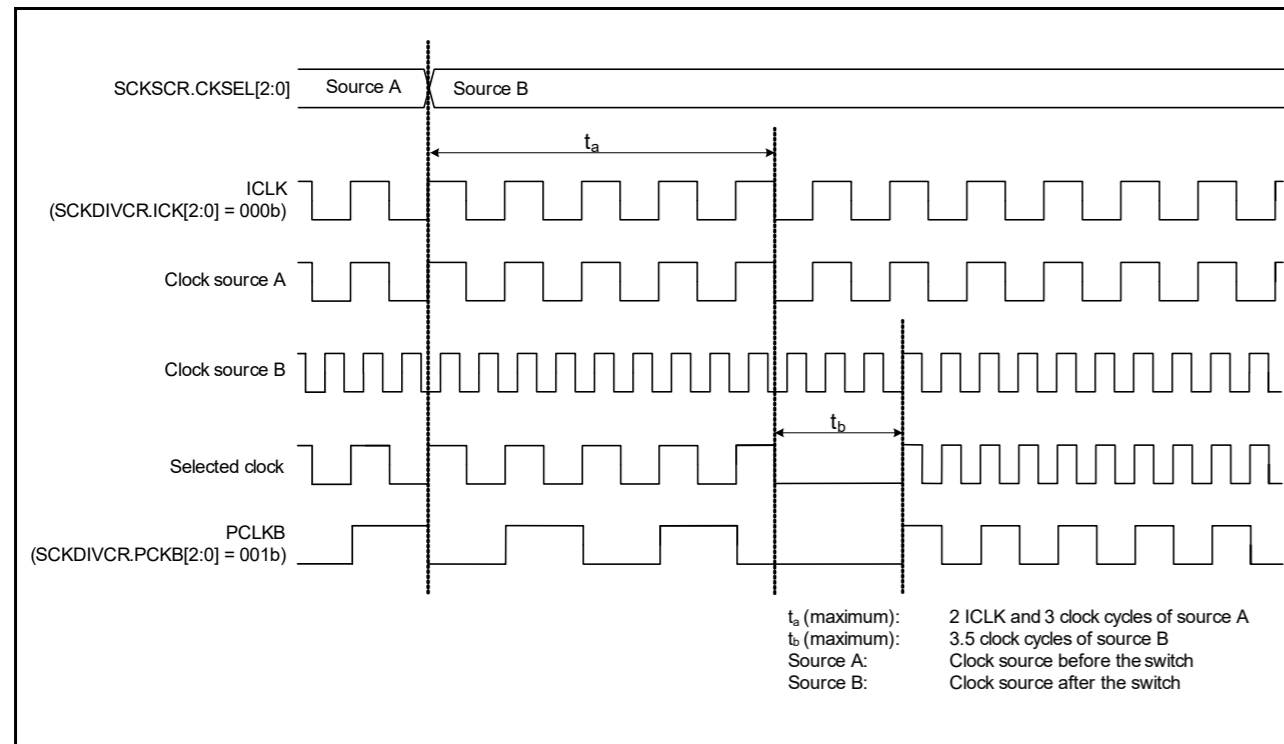 SCKSCR.CKSEL[2:0] Source A Source B
ta
ICLK
(SCKDIVCR.ICK[2:0] = 000b)
Clock source A
Clock source B
tb
Selected clock
PCLKB
(SCKDIVCR.PCKB[2:0] = 001b)
ta (maximum): 2 ICLK and 3 clock cycles of source A
tb (maximum): 3.5 clock cycles of source B
Source A: Clock source before the switch
Source B: Clock source after the switch